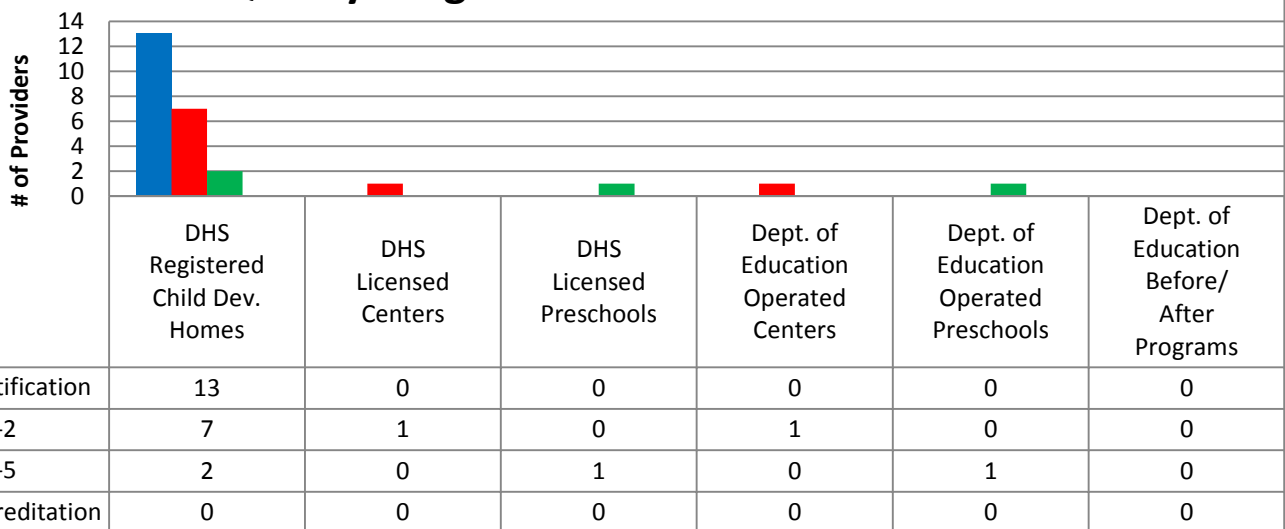 14
12
10
8
6
4
2
0
# of Providers
DHS
Registered
Child Dev.
Homes
DHS
Licensed
Centers
DHS
Licensed
Preschools
Dept. of
Education
Operated
Centers
Dept. of
Education
Operated
Preschools
Dept. of
Education
Before/
After
Programs
tification 13 0 0 0 0 0
-2 7 1 0 1 0 0
-5 2 0 1 0 1 0
reditation 0 0 0 0 0 0